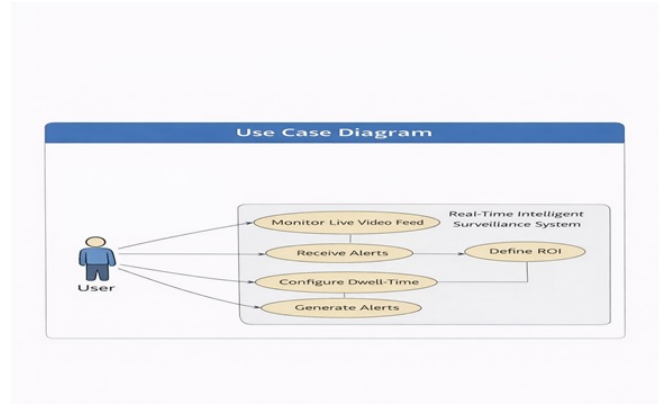 Use Case Diagram
Monitor Live Video Feed
Real-Time Intelligent
Surveillance System
Receive Alerts
Define ROI
User
Configure Dwell-Time
Generate Alerts